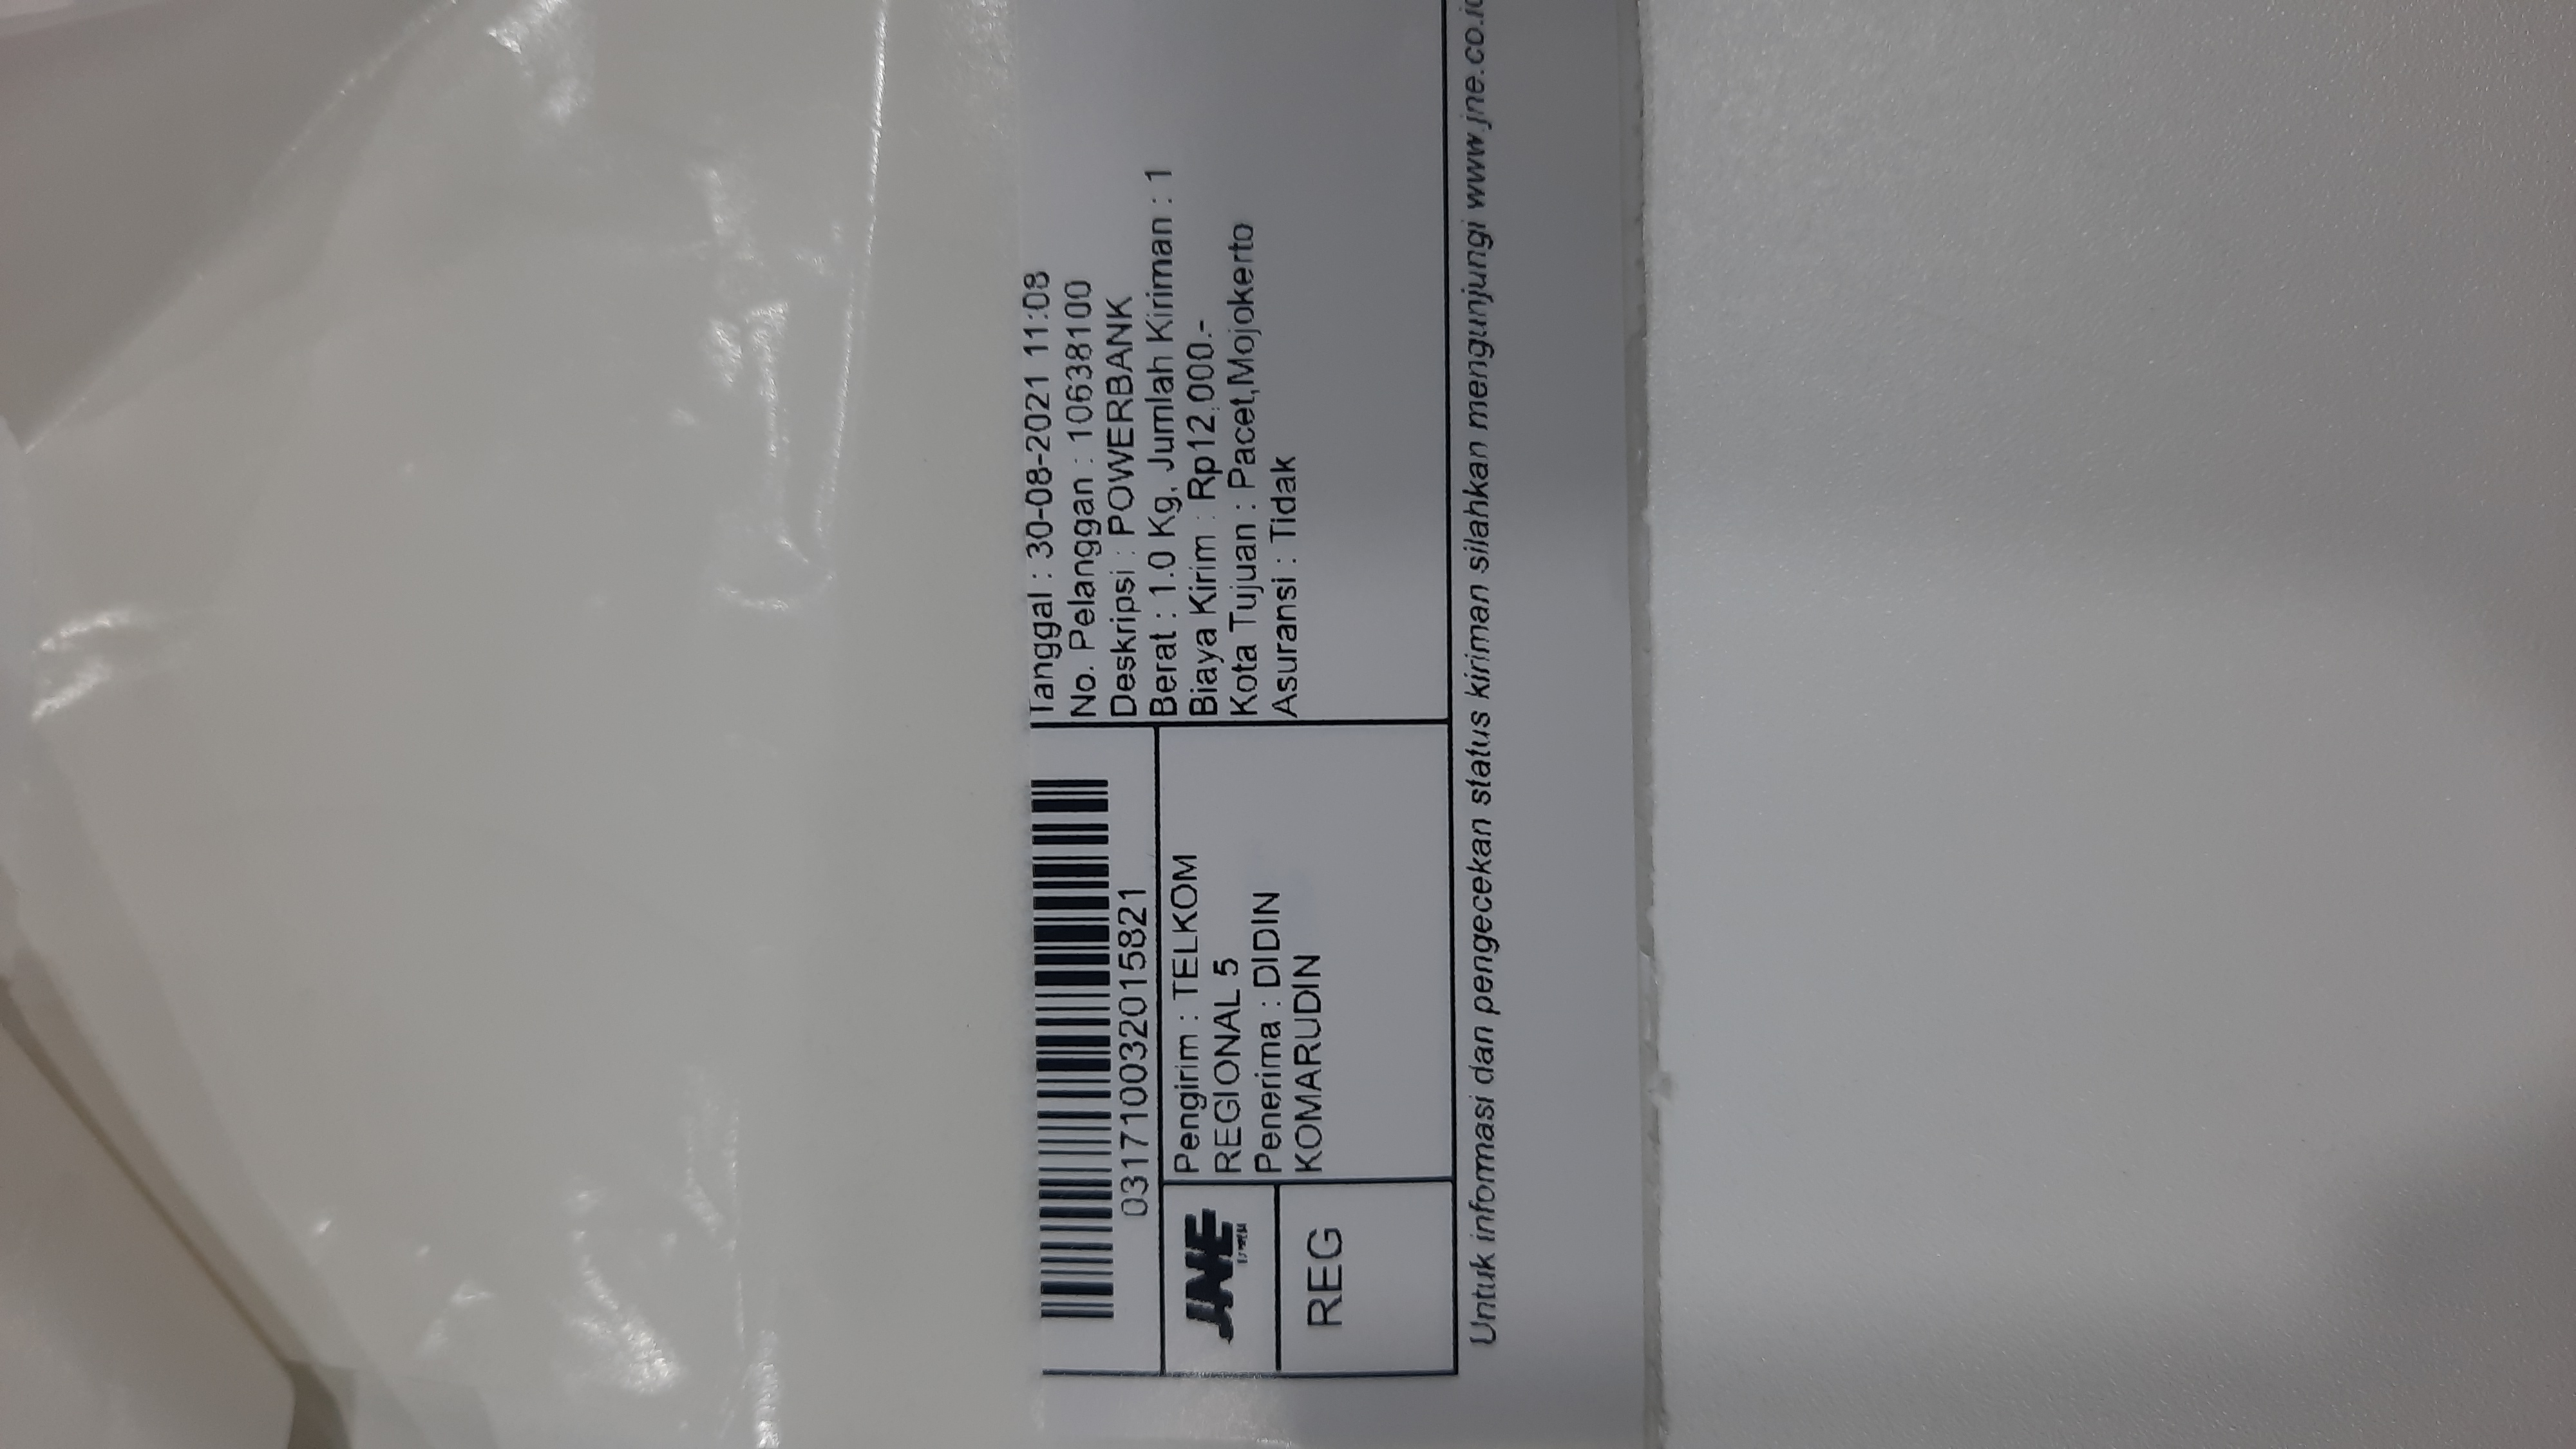 031710032015821
JNE
REG
Pengirim : TELKOM
REGIONAL 5
Penerima : DIDIN
KOMARUDIN
Tanggal : 30-08-2021 11:08
No. Pelanggan : 10638100
Deskripsi : POWERBANK
Berat : 1.0 Kg, Jumlah Kiriman : 1
Biaya Kirim : Rp12.000.-
Kota Tujuan : Pacet,Mojokerto
Asuransi : Tidak
Untuk informasi dan pengecekan status kiriman silahkan mengunjungi www.jne.co.id